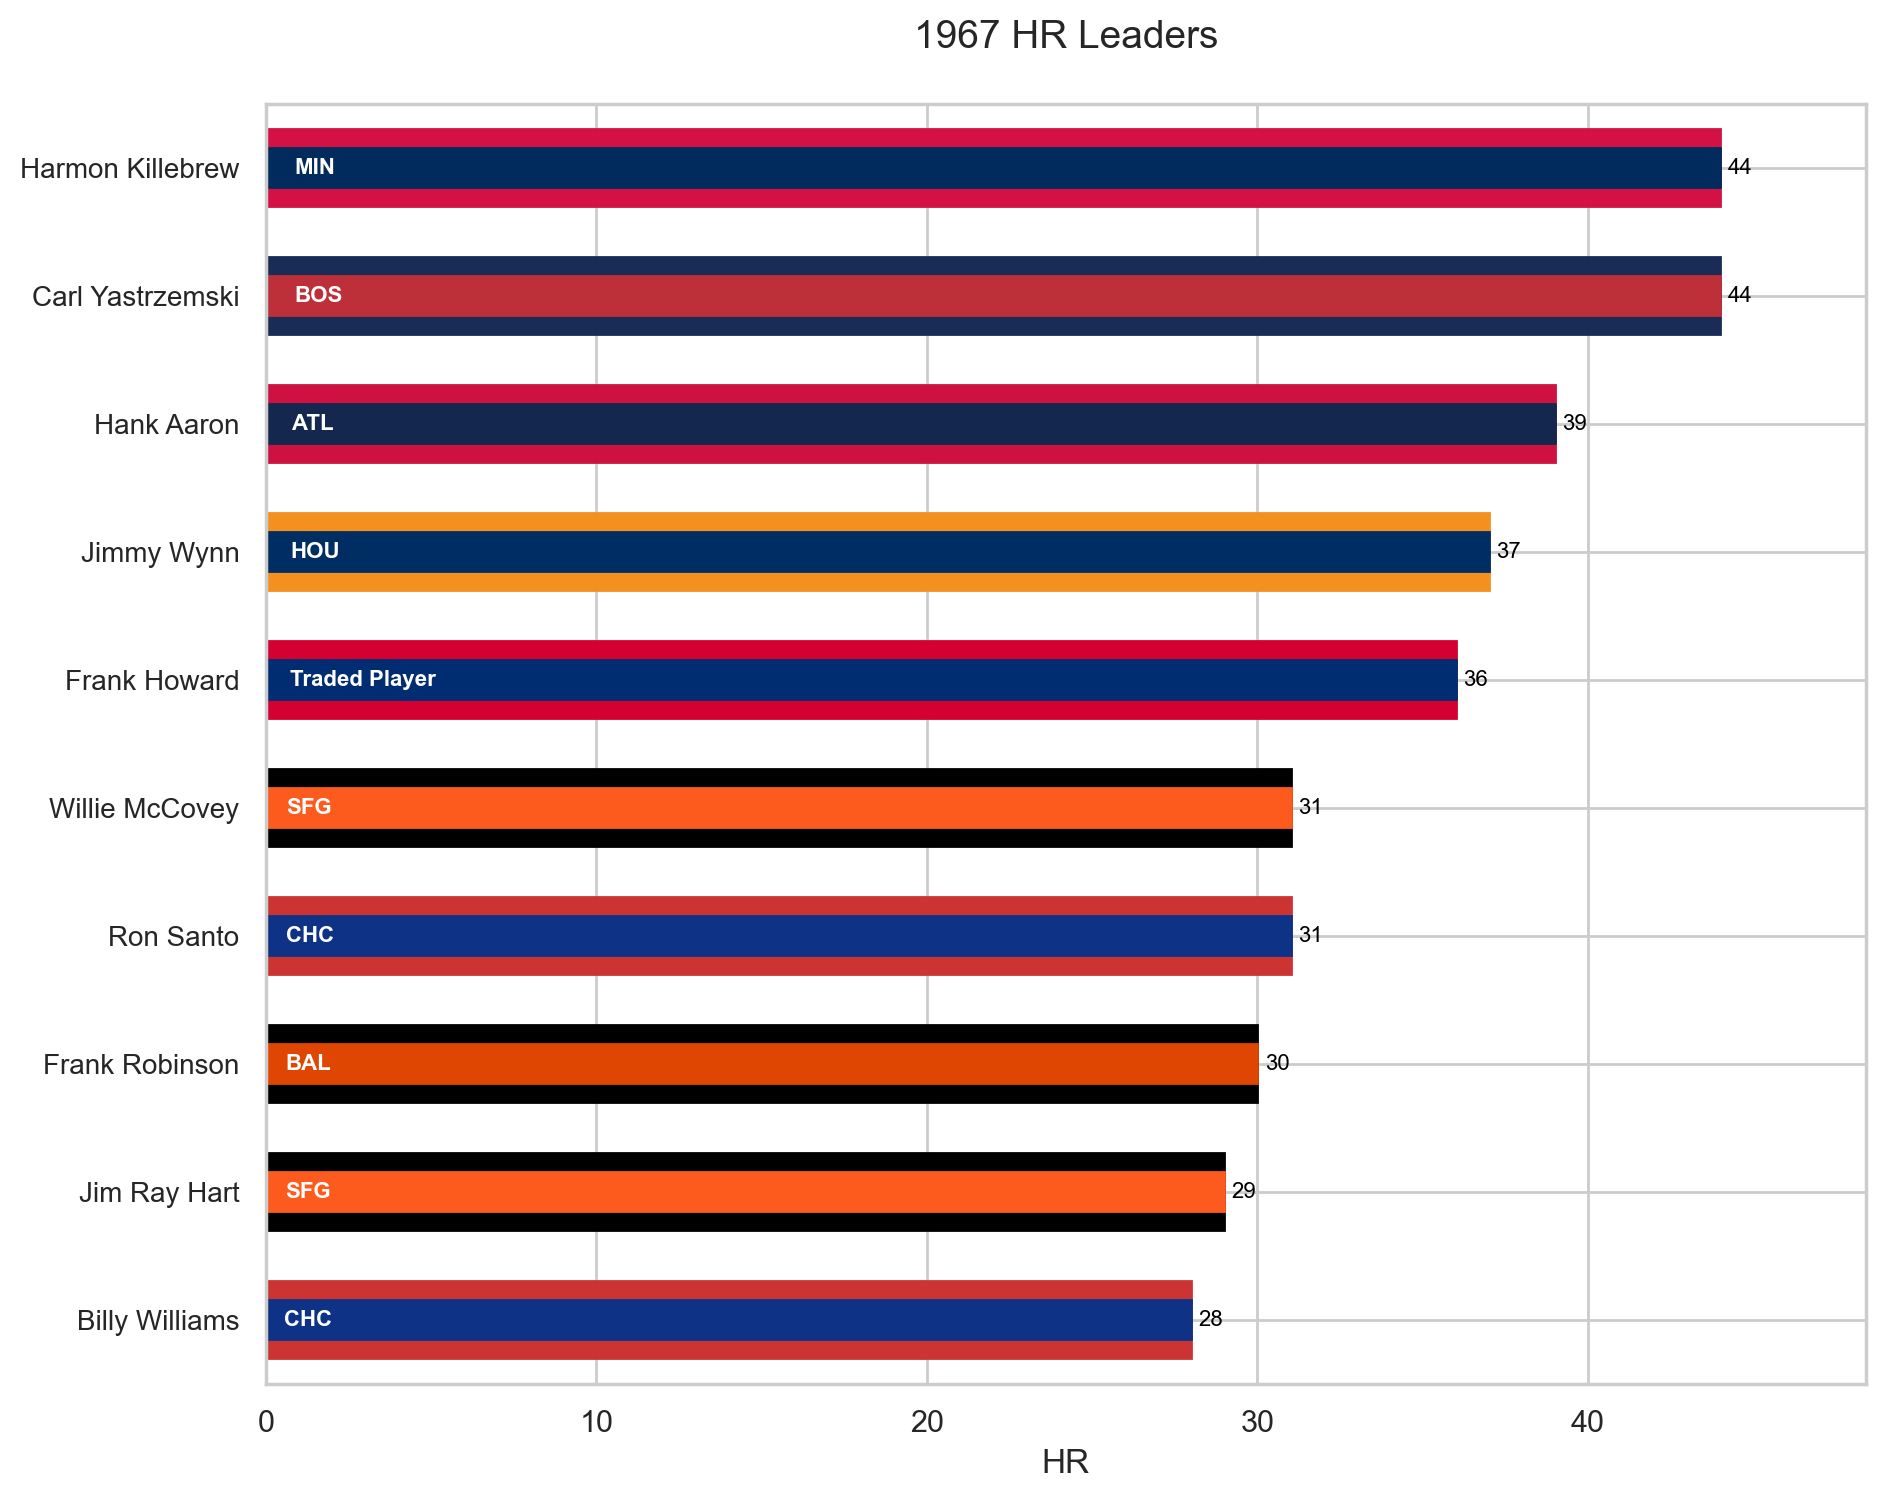 1967 HR Leaders
Harmon Killebrew MIN 44
Carl Yastrzemski BOS 44
Hank Aaron ATL 39
Jimmy Wynn HOU 37
Frank Howard Traded Player 36
Willie McCovey SFG 31
Ron Santo CHC 31
Frank Robinson BAL 30
Jim Ray Hart SFG 29
Billy Williams CHC 28
0 10 20 30 40
HR